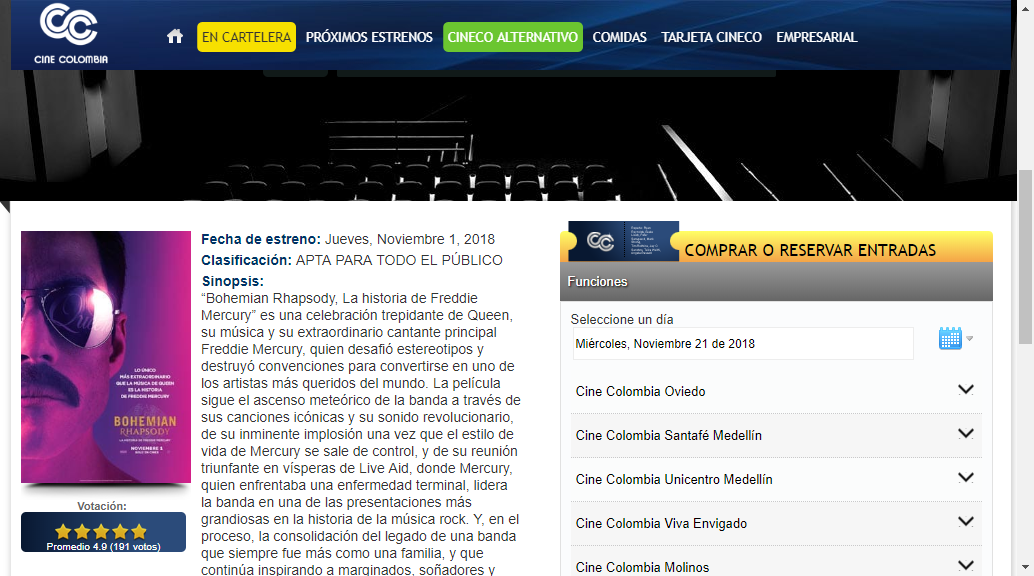 CINE COLOMBIA
EN CARTELERA PRÓXIMOS ESTRENOS CINECO ALTERNATIVO COMIDAS TARJETA CINECO EMPRESARIAL
LO ÚNICO
MÁS EXTRAORDINARIO
QUE LA MÚSICA DE QUEEN
ES LA HISTORIA
DE FREDDIE MERCURY
BOHEMIAN
RHAPSODY
NOVIEMBRE 1
Votación:
Promedio 4.9 (191 votos)
Fecha de estreno: Jueves, Noviembre 1, 2018
Clasificación: APTA PARA TODO EL PÚBLICO
Sinopsis:
“Bohemian Rhapsody, La historia de Freddie
Mercury” es una celebración trepidante de Queen,
su música y su extraordinario cantante principal
Freddie Mercury, quien desafió estereotipos y
destruyó convenciones para convertirse en uno de
los artistas más queridos del mundo. La película
sigue el ascenso meteórico de la banda a través de
sus canciones icónicas y su sonido revolucionario,
de su inminente implosión una vez que el estilo de
vida de Mercury se sale de control, y de su reunión
triunfante en vísperas de Live Aid, donde Mercury,
quien enfrentaba una enfermedad terminal, lidera
la banda en una de las presentaciones más
grandiosas en la historia de la música rock. Y, en el
proceso, la consolidación del legado de una banda
que siempre fue más como una familia, y que
continúa inspirando a marginados, soñadores y
COMPRAR O RESERVAR ENTRADAS
Funciones
Seleccione un día
Miércoles, Noviembre 21 de 2018
Cine Colombia Oviedo
Cine Colombia Santafé Medellín
Cine Colombia Unicentro Medellín
Cine Colombia Viva Envigado
Cine Colombia Molinos